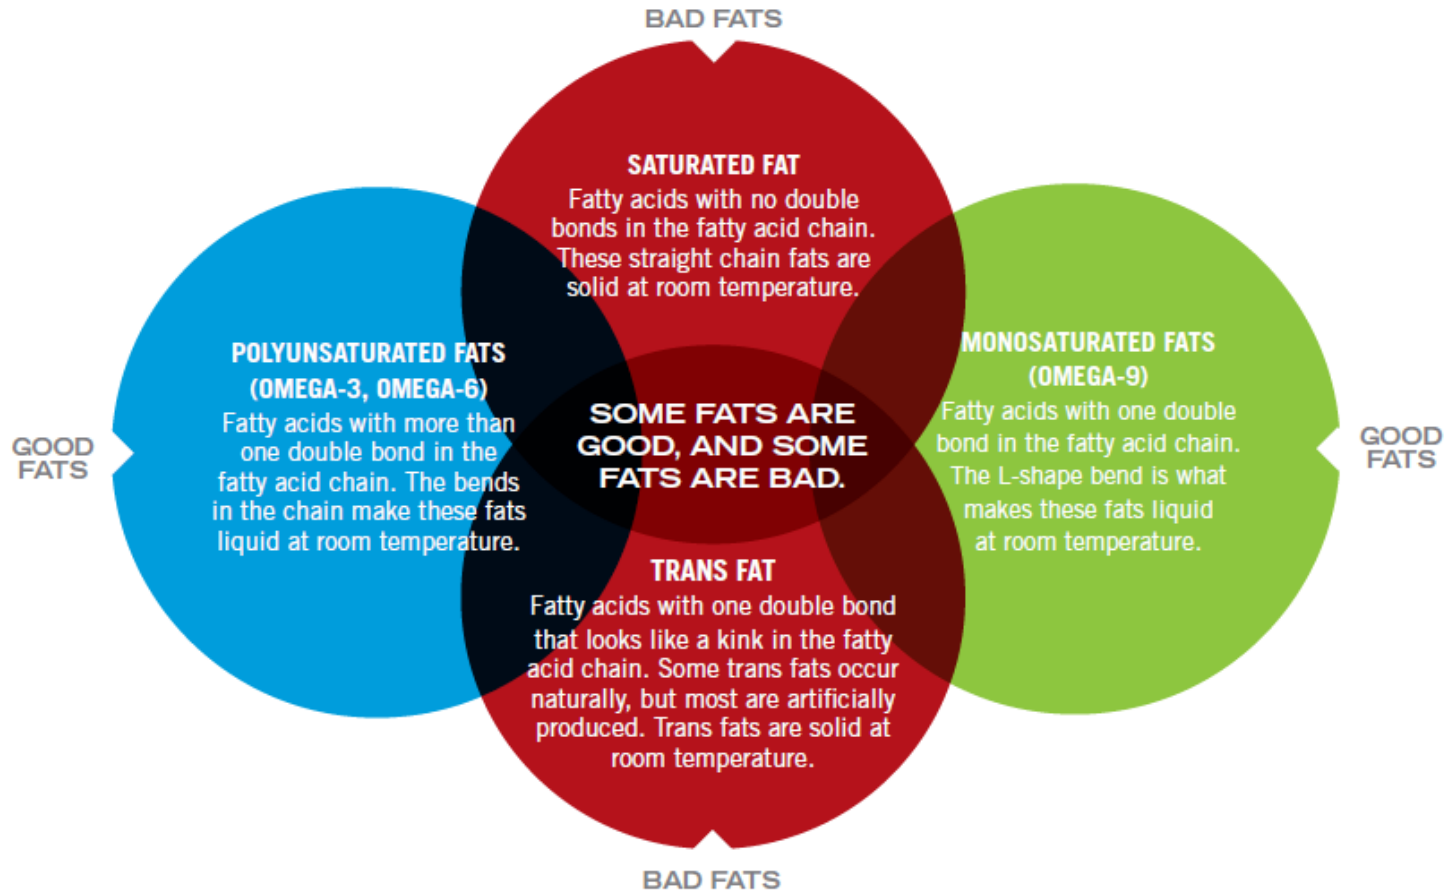 BAD FATS
SATURATED FAT
Fatty acids with no double
bonds in the fatty acid chain.
These straight chain fats are
solid at room temperature.
GOOD
FATS
POLYUNSATURATED FATS
(OMEGA-3, OMEGA-6)
Fatty acids with more than
one double bond in the
fatty acid chain. The bends
in the chain make these fats
liquid at room temperature.
SOME FATS ARE
GOOD, AND SOME
FATS ARE BAD.
MONOSATURATED FATS
(OMEGA-9)
Fatty acids with one double
bond in the fatty acid chain.
The L-shape bend is what
makes these fats liquid
at room temperature.
GOOD
FATS
TRANS FAT
Fatty acids with one double bond
that looks like a kink in the fatty
acid chain. Some trans fats occur
naturally, but most are artificially
produced. Trans fats are solid at
room temperature.
BAD FATS